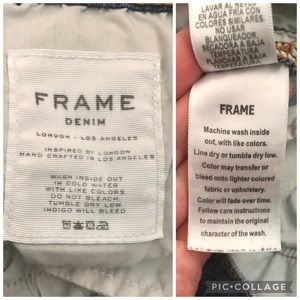 FRAME
DENIM
LONDON - LOS ANGELES
INSPIRED BY LONDON
HAND CRAFTED IN LOS ANGELES
WASH INSIDE OUT
IN COLD WATER
WITH LIKE COLORS.
DO NOT BLEACH.
TUMBLE DRY LOW.
INDIGO WILL BLEED
EN AGUA FRÍA CON
COLORES SIMILARES.
NO USAR
BLANQUEADOR
SECADORA A BAJA
TEMPERATURA.
PLANCHAR A BAJA
TEMPERATURA.
FRAME
Machine wash inside
out, with like colors.
Line dry or tumble dry low.
Color may transfer or
bleed onto lighter colored
fabric or upholstery.
Color will fade over time.
Follow care instructions
to maintain the original
character of the wash.
PIC•COLLAGE